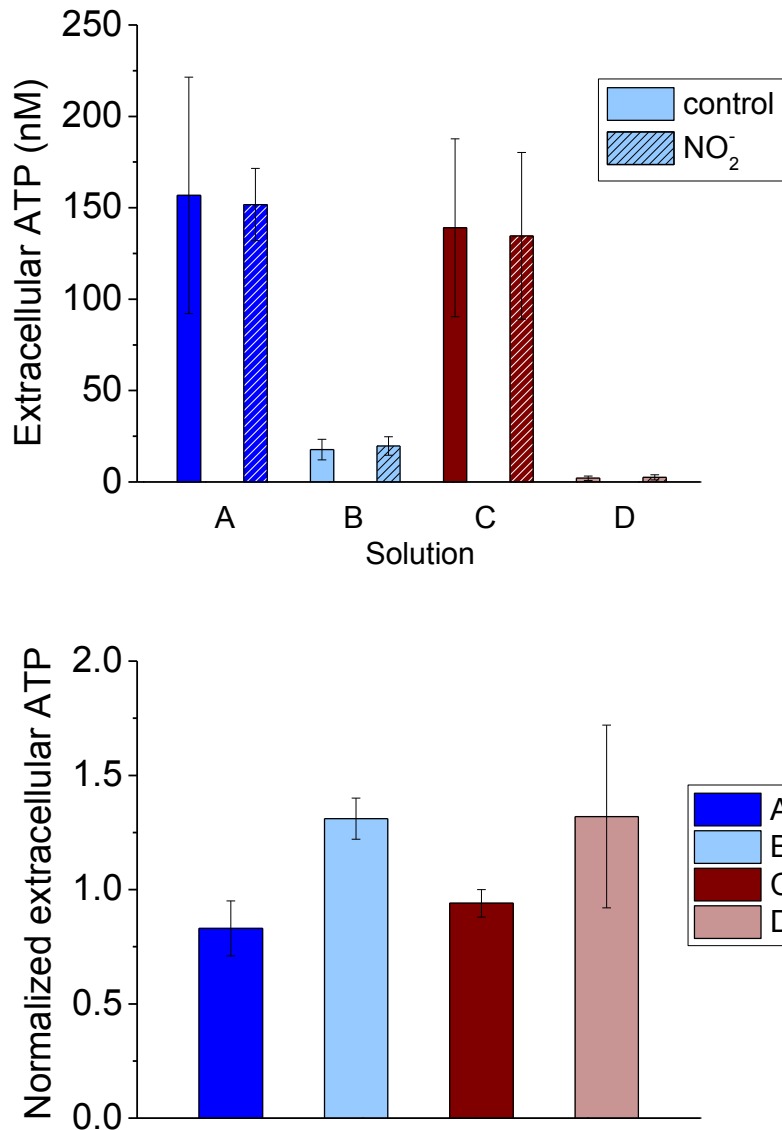 250
200
150
100
50
0
Extracellular ATP (nM)
control
NO₂⁻
A B C D
Solution
2.0
1.5
1.0
0.5
0.0
Normalized extracellular ATP
A
B
C
D